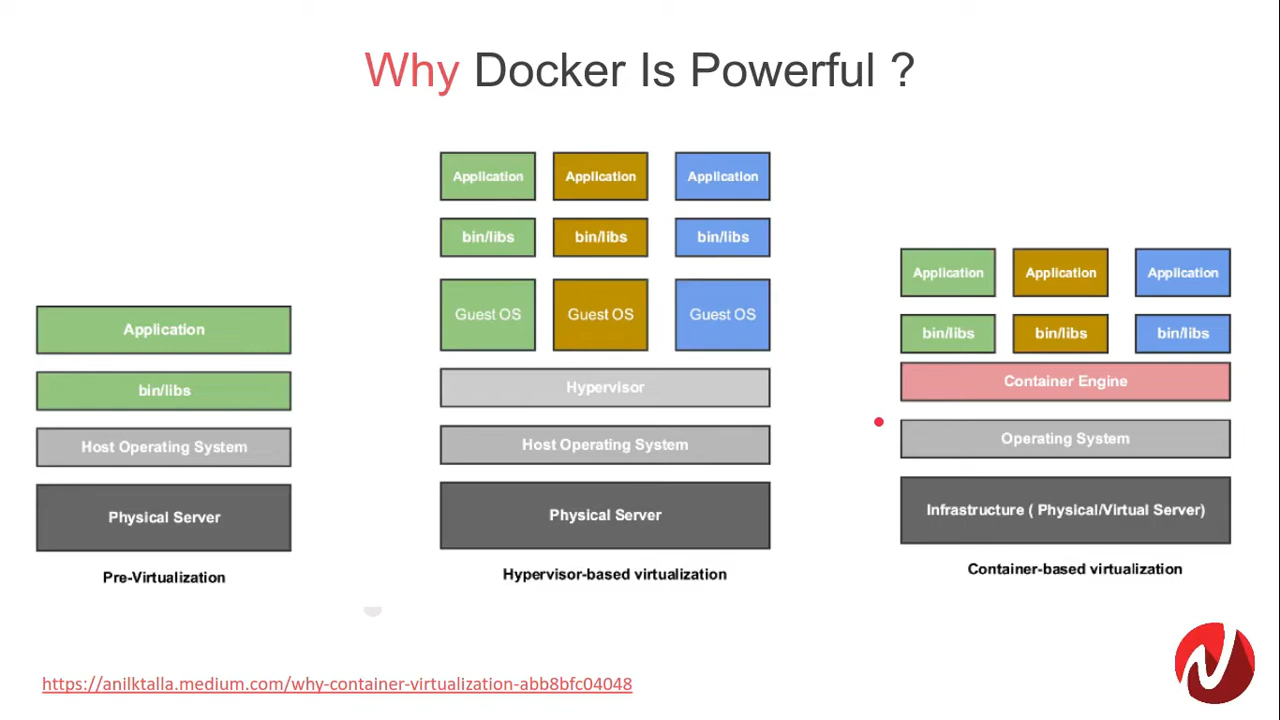 Why Docker Is Powerful ?
Application
bin/libs
Host Operating System
Physical Server
Pre-Virtualization
Application Application Application
bin/libs bin/libs bin/libs
Guest OS Guest OS Guest OS
Hypervisor
Host Operating System
Physical Server
Hypervisor-based virtualization
Application Application Application
bin/libs bin/libs bin/libs
Container Engine
Operating System
Infrastructure ( Physical/Virtual Server)
Container-based virtualization
https://anilktalla.medium.com/why-container-virtualization-abb8bfc04048